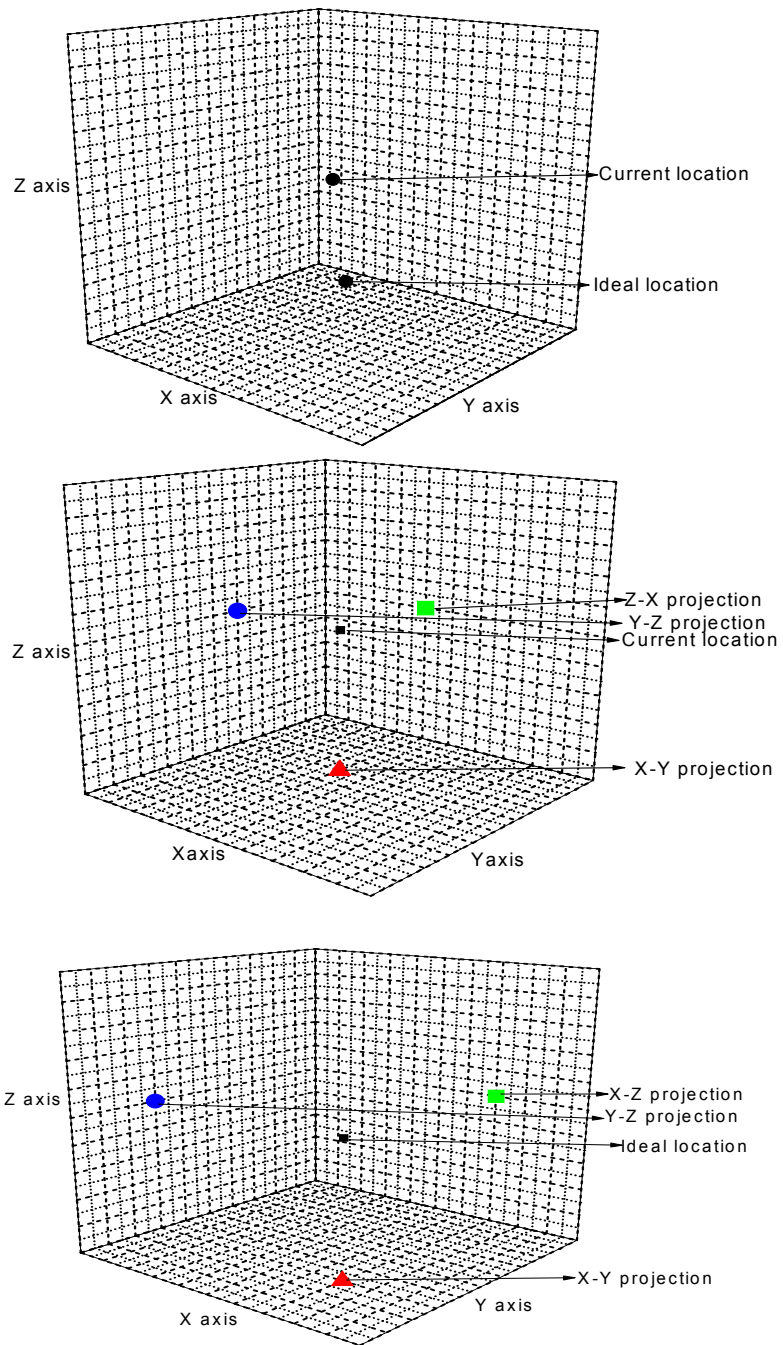 Current location
Z axis
Ideal location
X axis
Y axis
Z-X projection
Y-Z projection
Current location
Z axis
X-Y projection
Xaxis
Yaxis
X-Z projection
Z axis
Y-Z projection
Ideal location
X-Y projection
X axis
Y axis